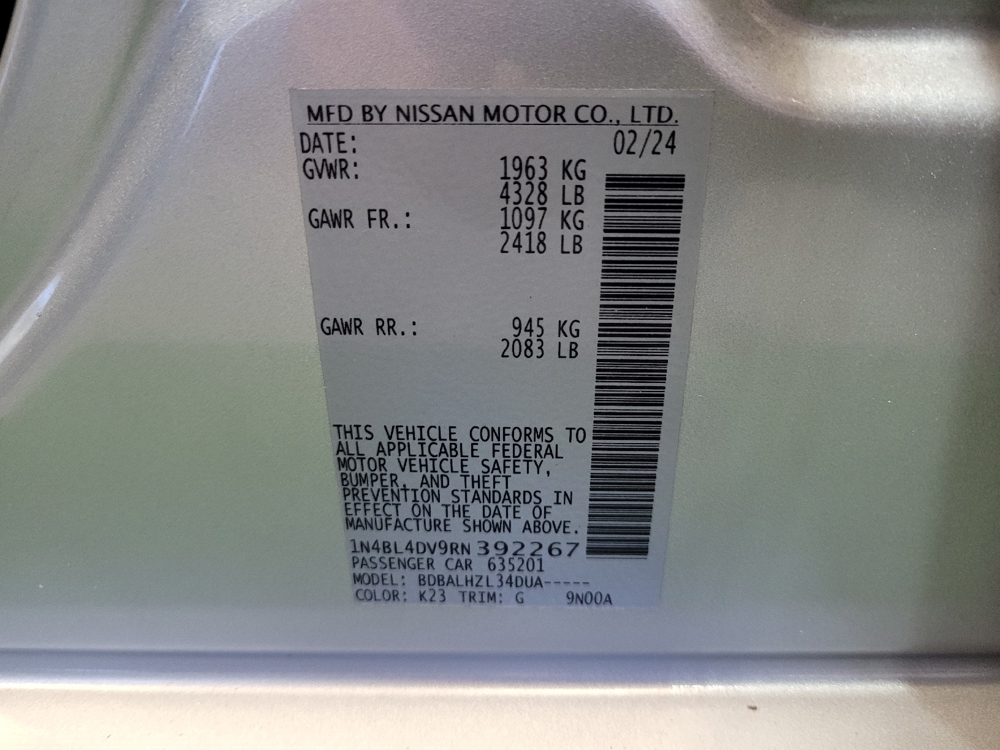 MFD BY NISSAN MOTOR CO., LTD.
DATE: 02/24
GVWR: 1963 KG
4328 LB
GAWR FR.: 1097 KG
2418 LB
GAWR RR.: 945 KG
2083 LB
THIS VEHICLE CONFORMS TO
ALL APPLICABLE FEDERAL
MOTOR VEHICLE SAFETY,
BUMPER, AND THEFT
PREVENTION STANDARDS IN
EFFECT ON THE DATE OF
MANUFACTURE SHOWN ABOVE.
1N4BL4DV9RN392267
PASSENGER CAR 635201
MODEL: BDBALHZL34DUA-----
COLOR: K23 TRIM: G 9N00A